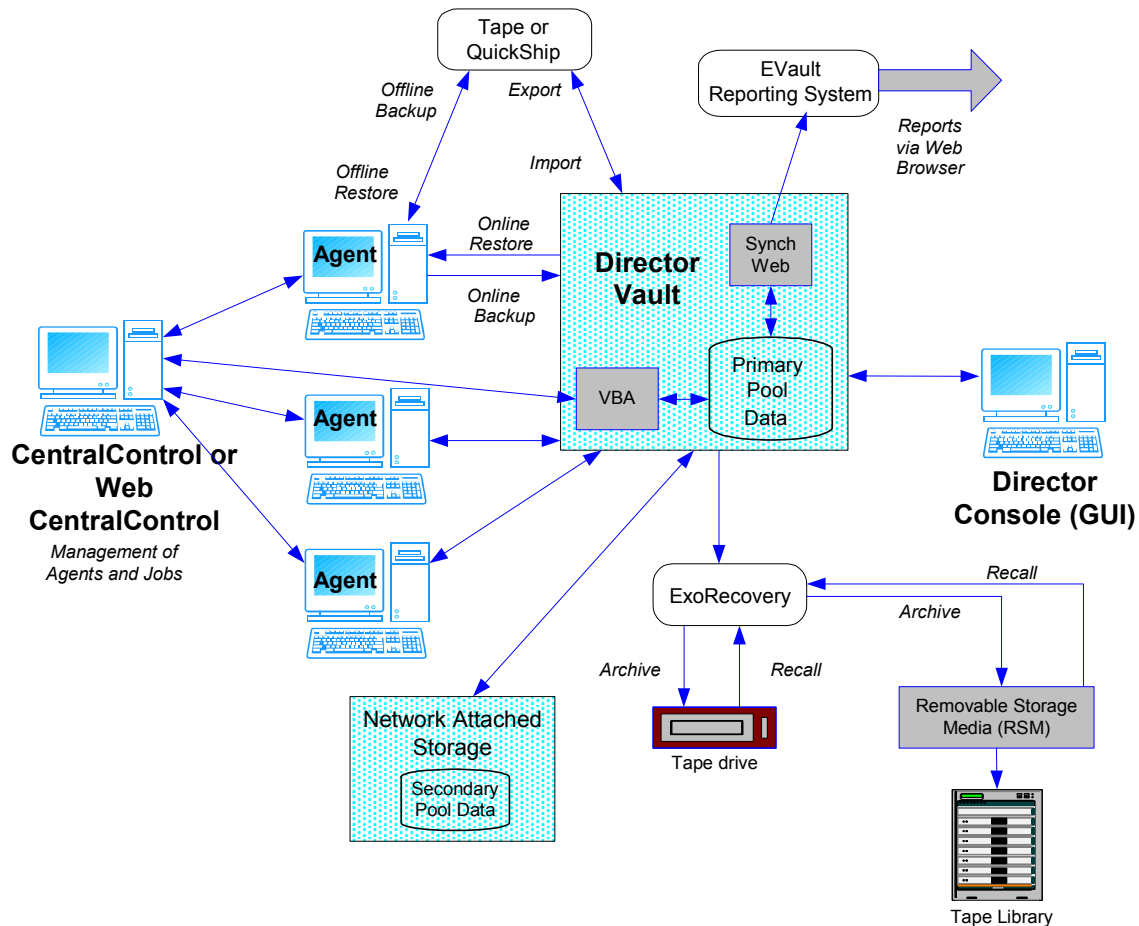 Tape or
QuickShip
EVault
Reporting System
Offline
Backup
Export
Reports
via Web
Browser
Offline
Restore
Import
Agent
Online
Restore
Online
Backup
Director
Vault
Synch
Web
Primary
Pool
Data
VBA
Agent
CentralControl or
Web
CentralControl
Management of
Agents and Jobs
Director
Console (GUI)
Agent
ExoRecovery
Recall
Archive
Archive
Recall
Removable Storage
Media (RSM)
Network Attached
Storage
Secondary
Pool Data
Tape drive
Tape Library